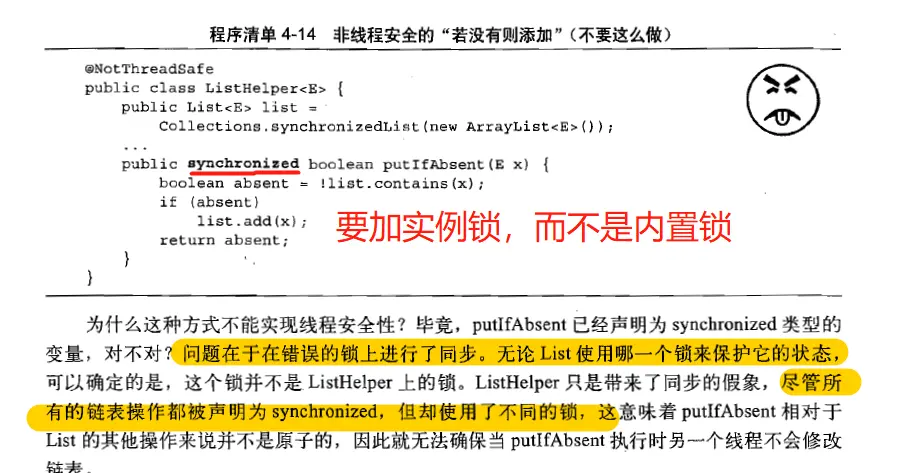 程序清单 4-14 非线程安全的“若没有则添加”(不要这么做)
@NotThreadSafe
public class ListHelper<E> {
public List<E> list =
Collections.synchronizedList(new ArrayList<E>());
...
public synchronized boolean putIfAbsent(E x) {
boolean absent = !list.contains(x);
if (absent)
list.add(x);
return absent;
}
}
要加实例锁，而不是内置锁
为什么这种方式不能实现线程安全性？毕竟，putIfAbsent 已经声明为 synchronized 类型的
变量，对不对？问题在于在错误的锁上进行了同步。无论 List 使用哪一个锁来保护它的状态，
可以确定的是，这个锁并不是 ListHelper 上的锁。ListHelper 只是带来了同步的假象，尽管所
有的链表操作都被声明为 synchronized，但却使用了不同的锁，这意味着 putIfAbsent 相对于
List 的其他操作来说并不是原子的，因此就无法确保当 putIfAbsent 执行时另一个线程不会修改
链表。